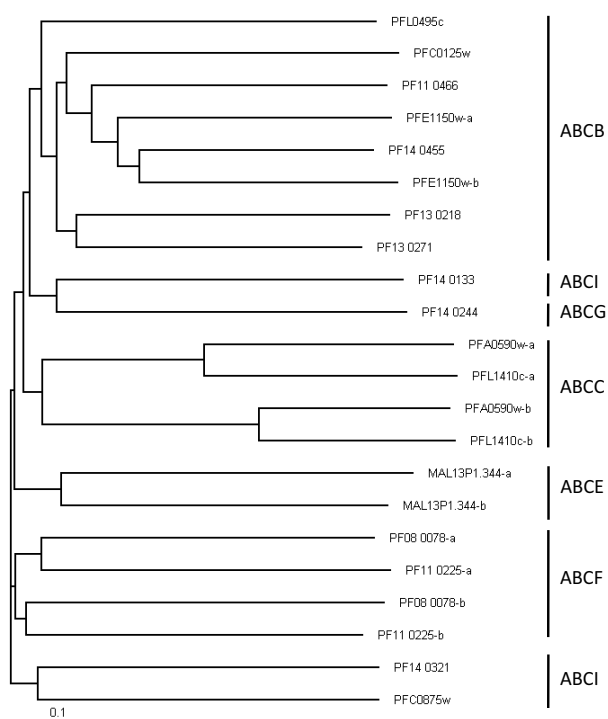 PFL0495c
PFC0125w
PF11 0466
PFE1150w-a
ABCB
PF14 0455
PFE1150w-b
PF13 0218
PF13 0271
PF14 0133 ABCI
PF14 0244 ABCG
PFA0590w-a
PFL1410c-a
ABCC
PFA0590w-b
PFL1410c-b
MAL13P1.344-a
ABCE
MAL13P1.344-b
PF08 0078-a
PF11 0225-a
ABCF
PF08 0078-b
PF11 0225-b
PF14 0321
ABCI
PFC0875w
0.1